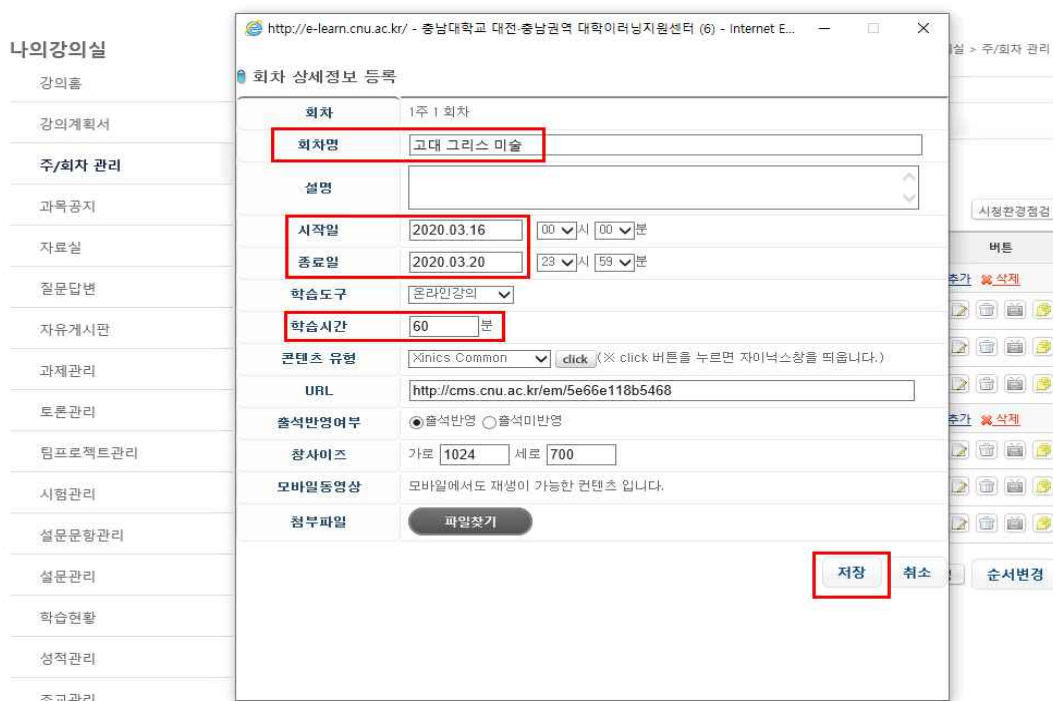 http://e-learn.cnu.ac.kr/ - 충남대학교 대전·충남권역 대학이러닝지원센터 (6) - Internet E...
나의강의실
강의홈
강의계획서
주/회차 관리
과목공지
자료실
질문답변
자유게시판
과제관리
토론관리
팀프로젝트관리
시험관리
설문문항관리
설문관리
학습현황
성적관리
조교관리
회차 상세정보 등록
회차 1주 1 회차
회차명 고대 그리스 미술
설명
시작일 2020.03.16 00 시 00 분
종료일 2020.03.20 23 시 59 분
학습도구 온라인강의
학습시간 60 분
콘텐츠 유형 Xinics Common click (※ click 버튼을 누르면 자이닉스창을 띄웁니다.)
URL http://cms.cnu.ac.kr/em/5e66e118b5468
출석반영여부 출석반영 출석미반영
창사이즈 가로 1024 세로 700
모바일동영상 모바일에서도 재생이 가능한 컨텐츠 입니다.
첨부파일 파일찾기
저장 취소
실 > 주/회차 관리
시청환경점검
버튼
추가 삭제
추가 삭제
순서변경